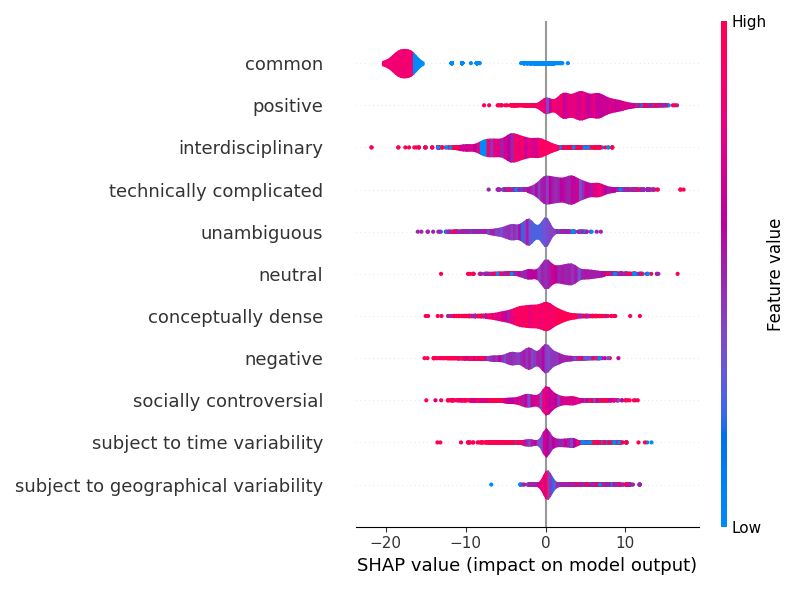 High
common
positive
interdisciplinary
technically complicated
unambiguous
neutral
conceptually dense
negative
socially controversial
subject to time variability
subject to geographical variability
Feature value
Low
−20 −10 0 10
SHAP value (impact on model output)